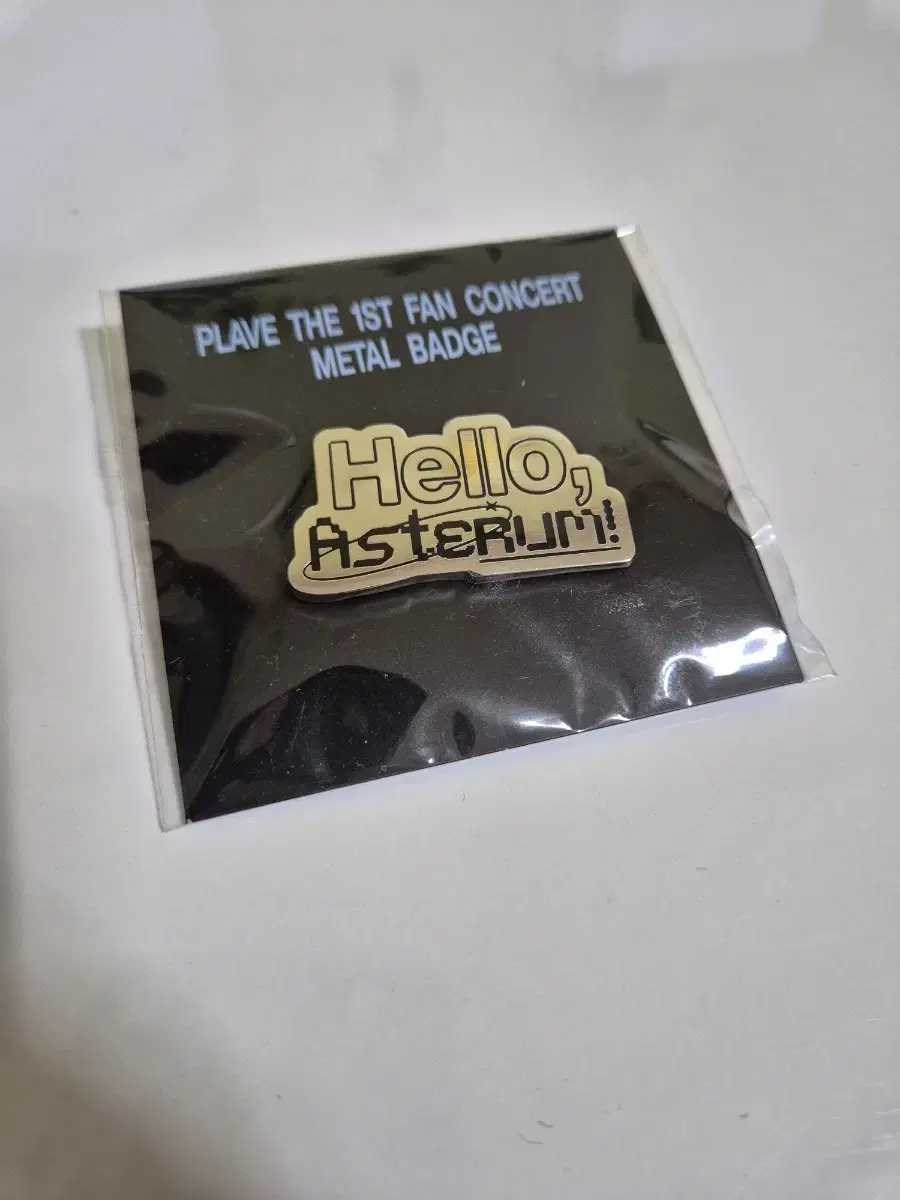 PLAVE THE 1ST FAN CONCERT
METAL BADGE
Hello,
AstERUM!